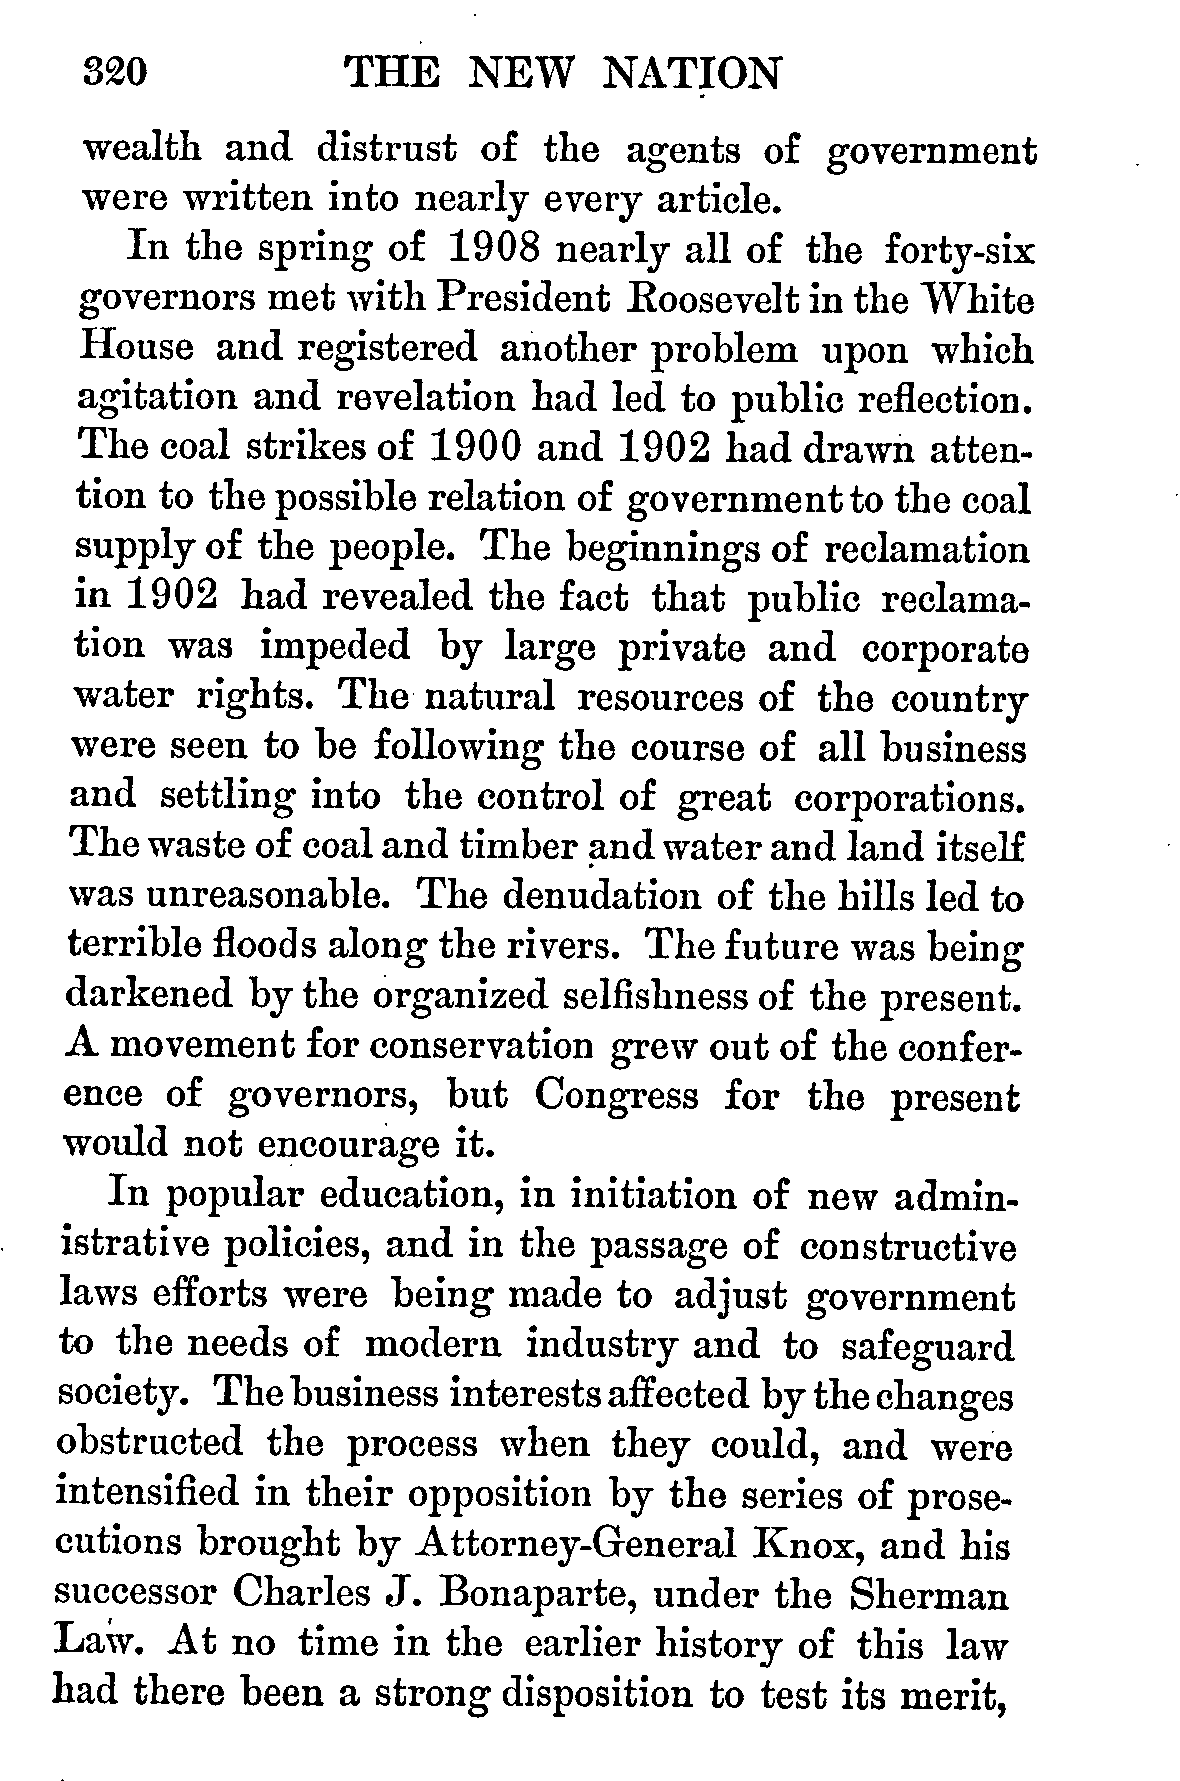 320 THE NEW NATION
wealth and distrust of the agents of government
were written into nearly every article.
In the spring of 1908 nearly all of the forty-six
governors met with President Roosevelt in the White
House and registered another problem upon which
agitation and revelation had led to public reflection.
The coal strikes of 1900 and 1902 had drawn atten-
tion to the possible relation of government to the coal
supply of the people. The beginnings of reclamation
in 1902 had revealed the fact that public reclama-
tion was impeded by large private and corporate
water rights. The natural resources of the country
were seen to be following the course of all business
and settling into the control of great corporations.
The waste of coal and timber and water and land itself
was unreasonable. The denudation of the hills led to
terrible floods along the rivers. The future was being
darkened by the organized selfishness of the present.
A movement for conservation grew out of the confer-
ence of governors, but Congress for the present
would not encourage it.
In popular education, in initiation of new admin-
istrative policies, and in the passage of constructive
laws efforts were being made to adjust government
to the needs of modern industry and to safeguard
society. The business interests affected by the changes
obstructed the process when they could, and were
intensified in their opposition by the series of prose-
cutions brought by Attorney-General Knox, and his
successor Charles J. Bonaparte, under the Sherman
Law. At no time in the earlier history of this law
had there been a strong disposition to test its merit,